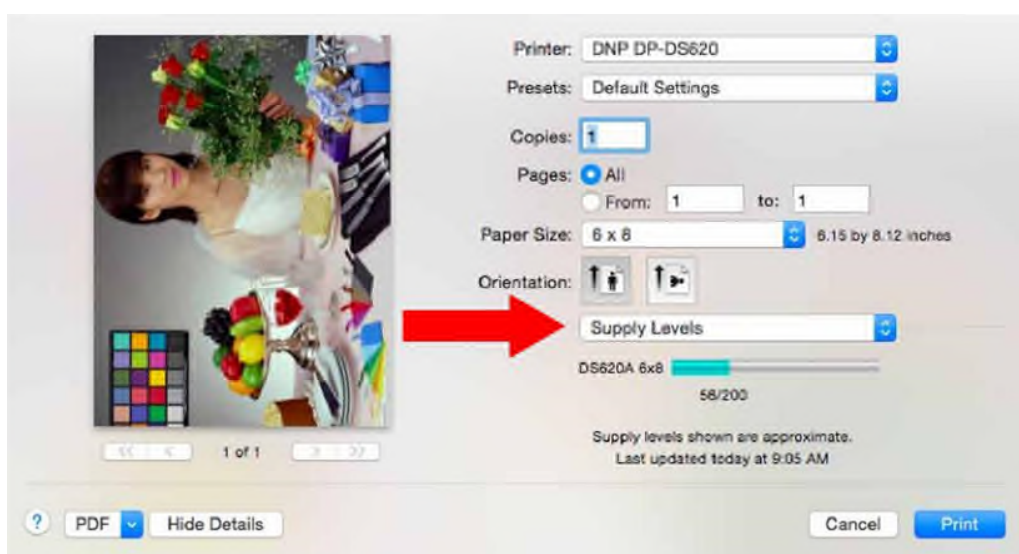 Printer: DNP DP-DS620
Presets: Default Settings
Copies: 1
Pages: All
From: 1 to: 1
Paper Size: 6 x 8 6.15 by 8.12 inches
Orientation:
Supply Levels
DS620A 6x8
56/200
Supply levels shown are approximate.
Last updated today at 9:05 AM
<< < 1 of 1 > >>
? PDF Hide Details Cancel Print